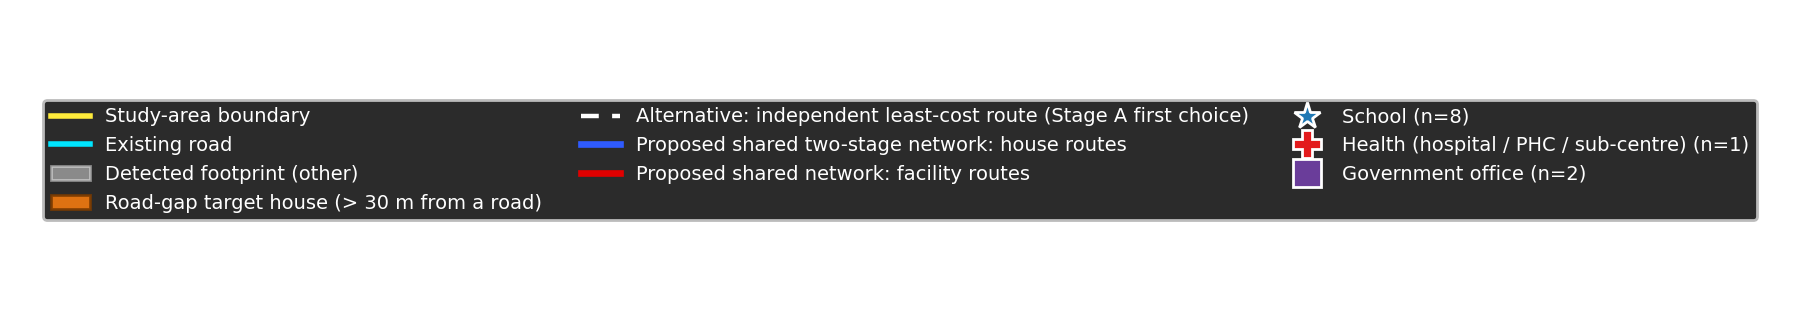 Study-area boundary
Existing road
Detected footprint (other)
Road-gap target house (> 30 m from a road)
Alternative: independent least-cost route (Stage A first choice)
Proposed shared two-stage network: house routes
Proposed shared network: facility routes
School (n=8)
Health (hospital / PHC / sub-centre) (n=1)
Government office (n=2)